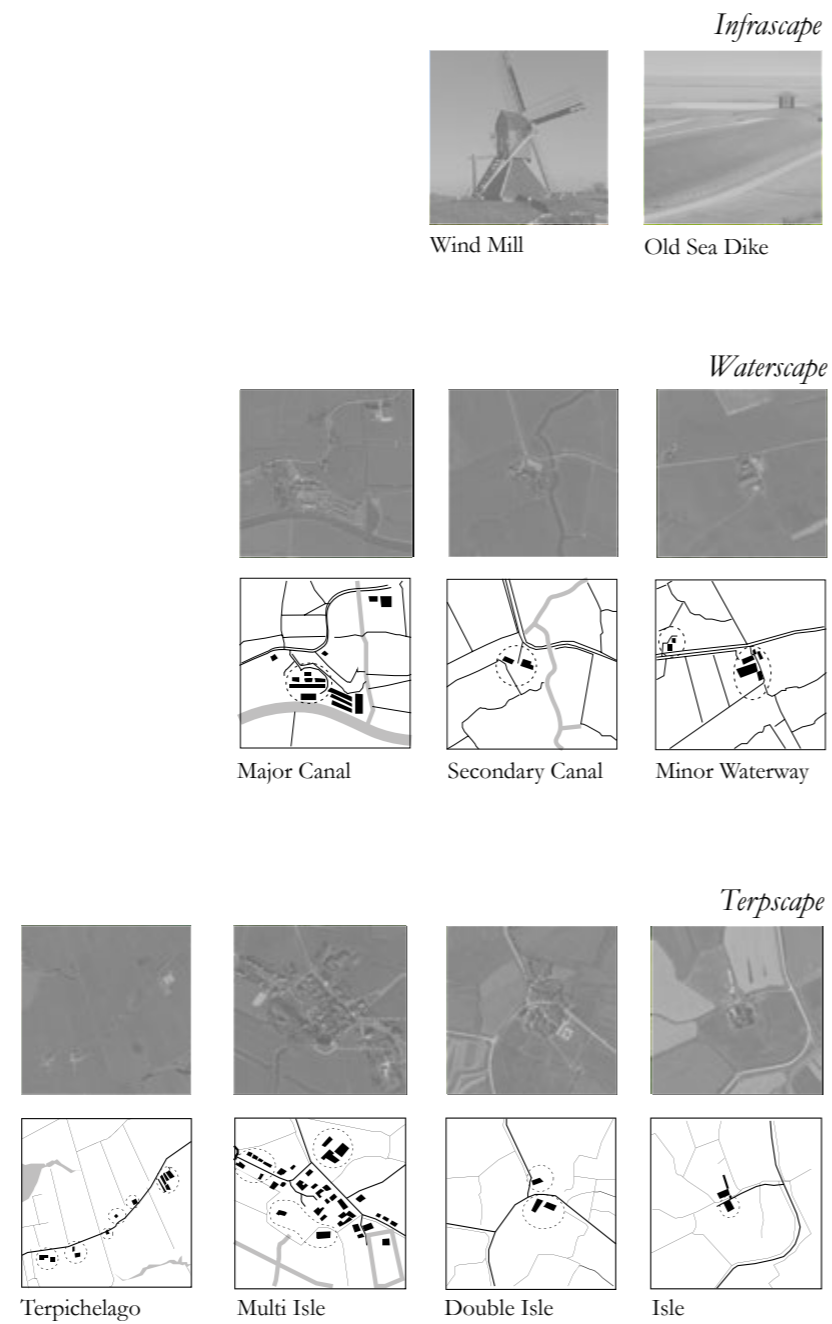 Infrascape
Wind Mill
Old Sea Dike
Waterscape
Major Canal
Secondary Canal
Minor Waterway
Terpscape
Terpichelago
Multi Isle
Double Isle
Isle